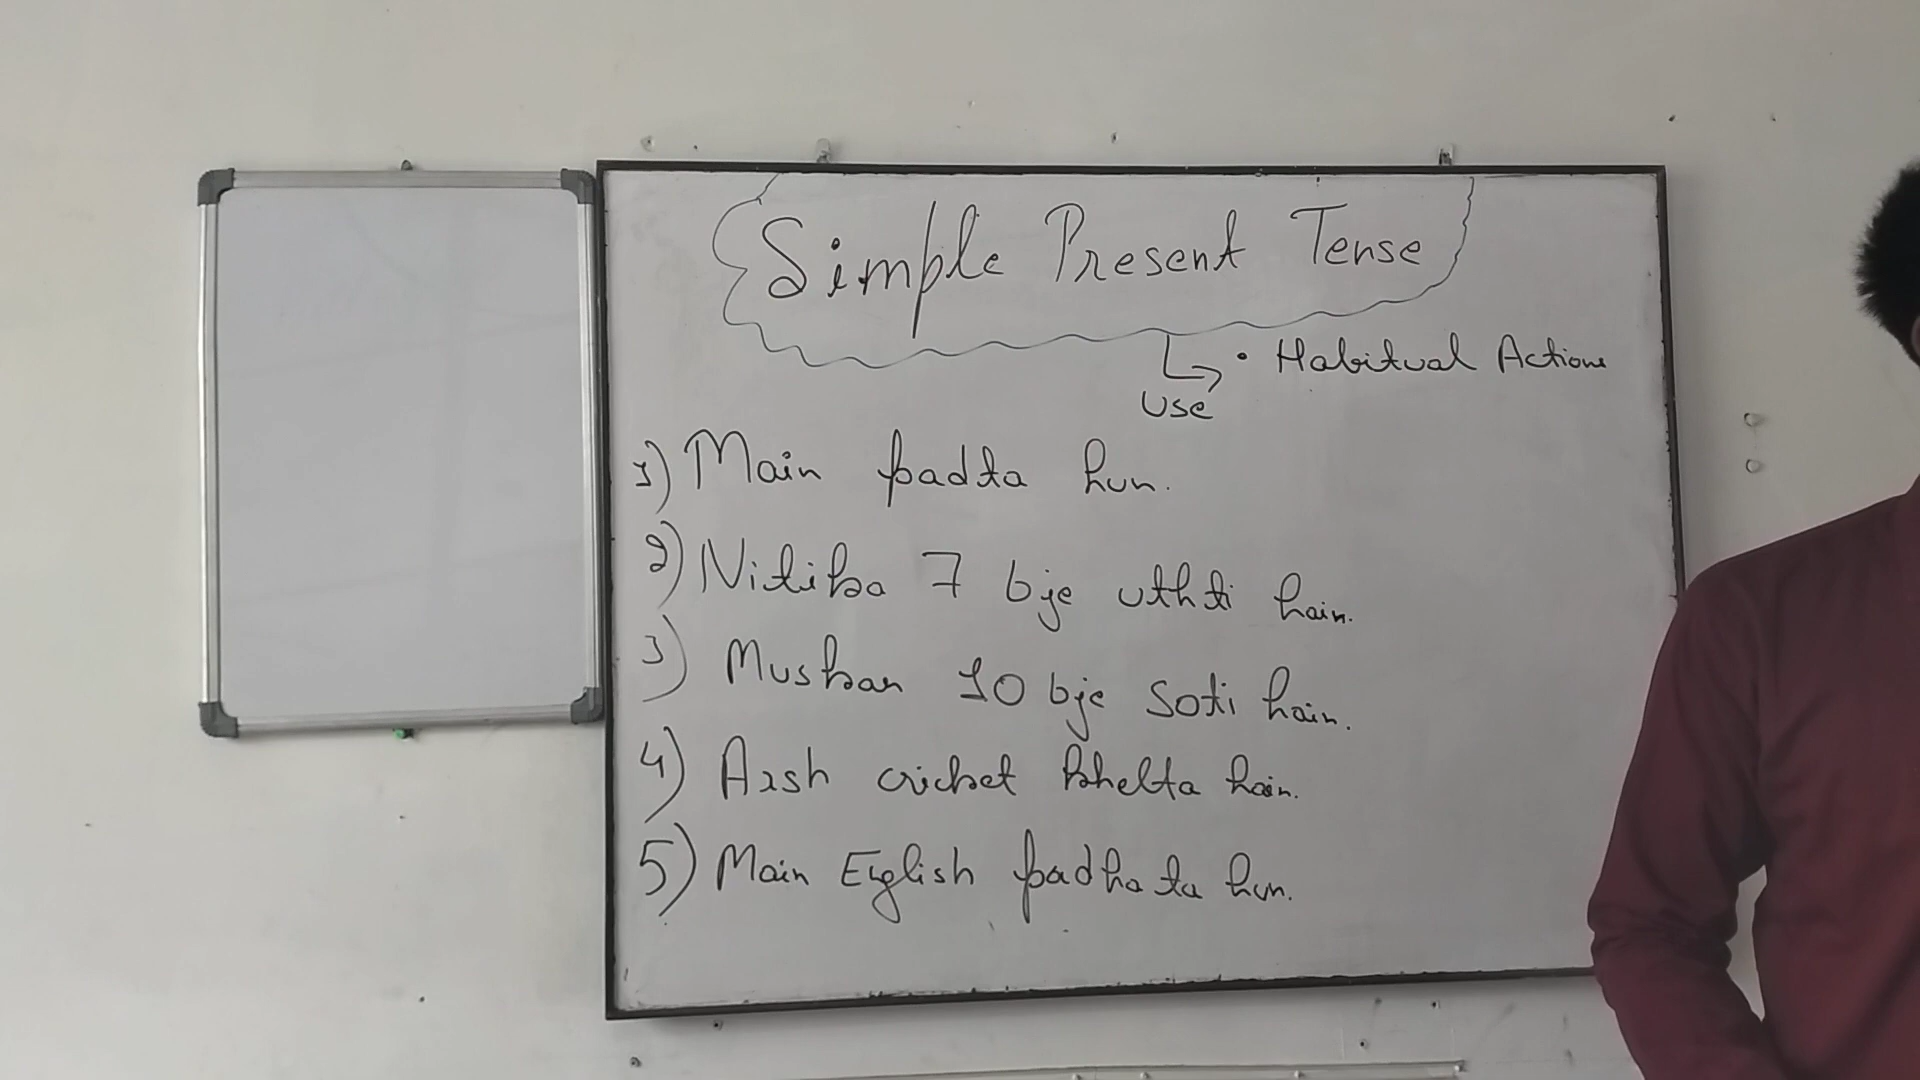 Simple Present Tense
Use • Habitual Actions
1) Main padta hun.
2) Nitika 7 bje uthti hain.
3) Muskan 10 bje soti hain.
4) Arsh cricket khelta hain.
5) Main English padhata hun.